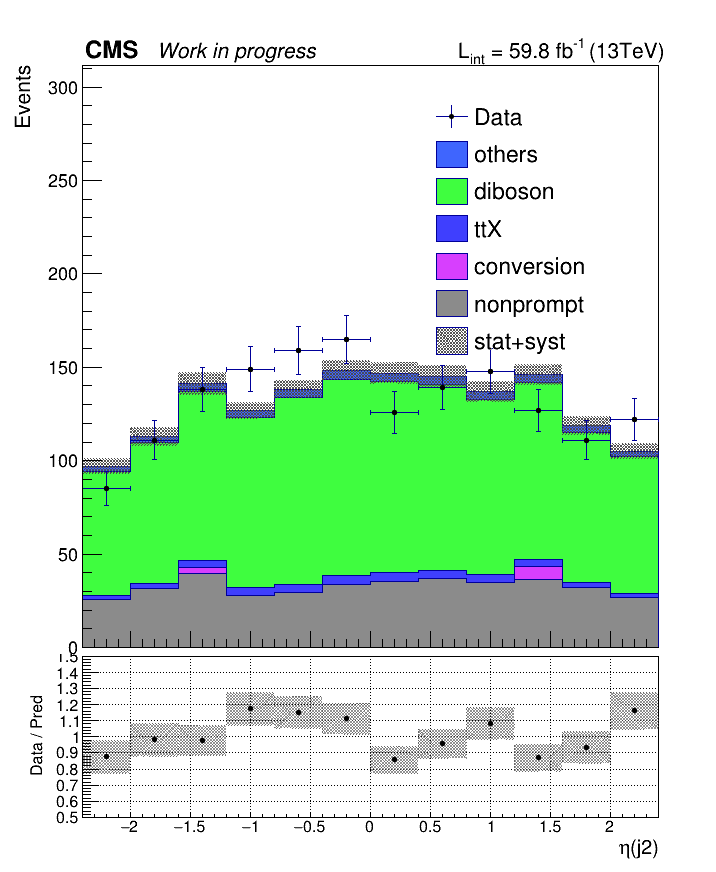 CMS Work in progress L_int = 59.8 fb^-1 (13TeV)
Events
300
250
200
150
100
50
0
Data
others
diboson
ttX
conversion
nonprompt
stat+syst
Data / Pred
1.5
1.4
1.3
1.2
1.1
1
0.9
0.8
0.7
0.6
0.5
−2 −1.5 −1 −0.5 0 0.5 1 1.5 2
η(j2)